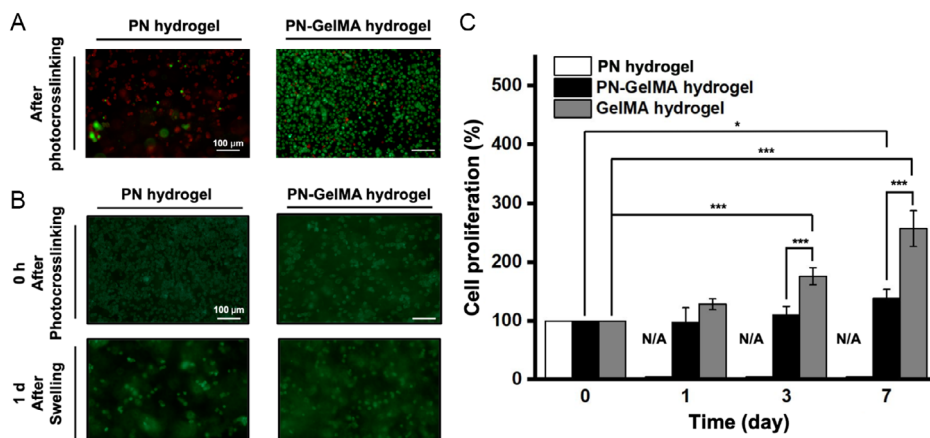 A
PN hydrogel
PN-GelMA hydrogel
After
photocrosslinking
100 µm
B
PN hydrogel
PN-GelMA hydrogel
0 h
After
Photocrosslinking
100 µm
1 d
After
Swelling
C
PN hydrogel
PN-GelMA hydrogel
GelMA hydrogel
Cell proliferation (%)
500
400
300
200
100
0
*
***
***
***
***
N/A
N/A
N/A
0 1 3 7
Time (day)